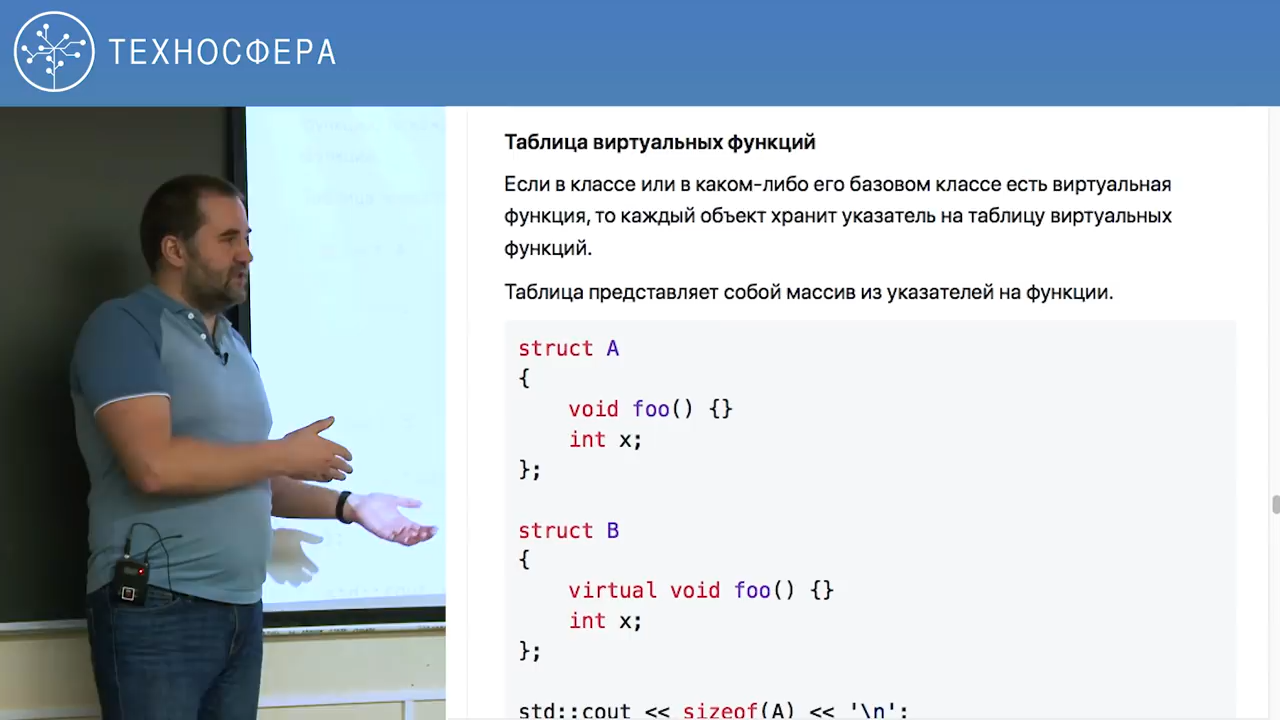 ТЕХНОСФЕРА
Таблица виртуальных функций
Если в классе или в каком-либо его базовом классе есть виртуальная
функция, то каждый объект хранит указатель на таблицу виртуальных
функций.
Таблица представляет собой массив из указателей на функции.
struct A
{
    void foo() {}
    int x;
};
struct B
{
    virtual void foo() {}
    int x;
};
std::cout << sizeof(A) << '\n';